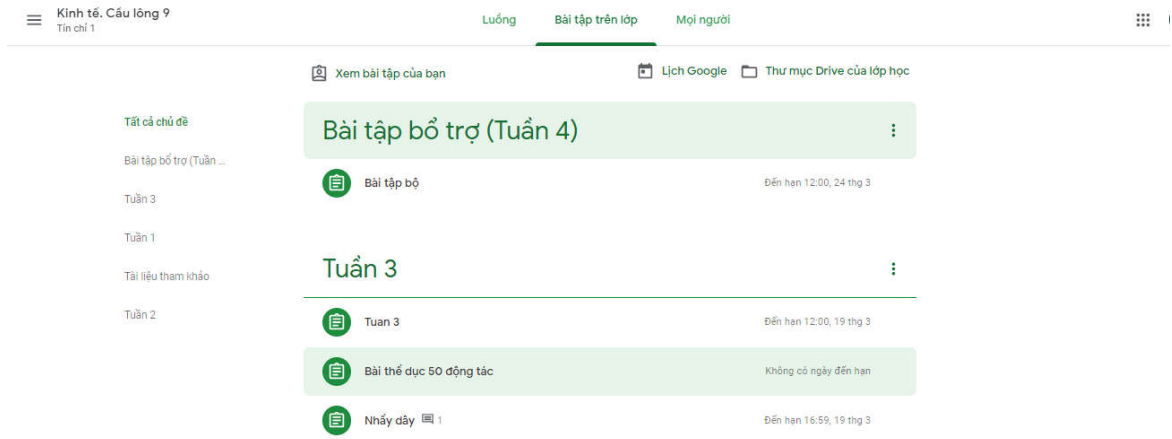 Kinh tế. Cầu lông 9
Tín chỉ 1
Luồng
Bài tập trên lớp
Mọi người
Xem bài tập của bạn
Lịch Google
Thư mục Drive của lớp học
Tất cả chủ đề
Bài tập bổ trợ (Tuần ...
Tuần 3
Tuần 1
Tài liệu tham khảo
Tuần 2
Bài tập bổ trợ (Tuần 4)
Bài tập bộ
Đến hạn 12:00, 24 thg 3
Tuần 3
Tuan 3
Đến hạn 12:00, 19 thg 3
Bài thể dục 50 động tác
Không có ngày đến hạn
Nhẩy dây 1
Đến hạn 16:59, 19 thg 3